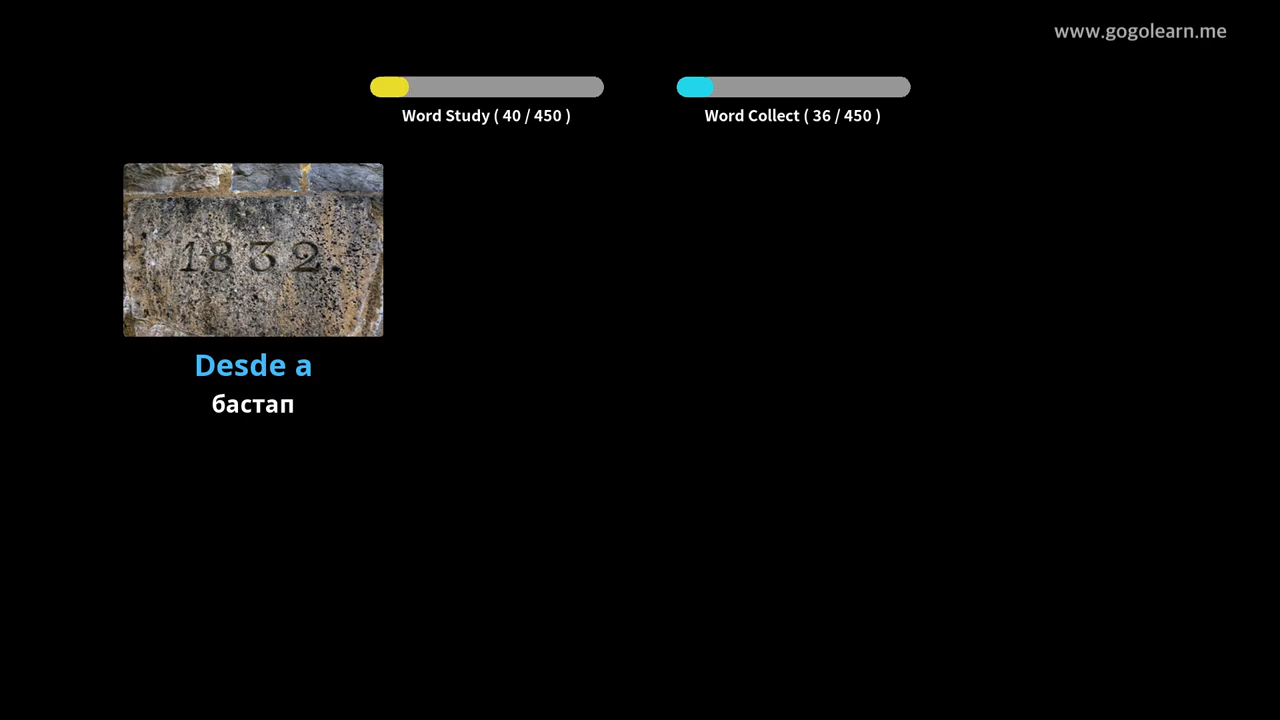 www.gogolearn.me
Word Study ( 40 / 450 )
Word Collect ( 36 / 450 )
1832.
Desde a
бастап